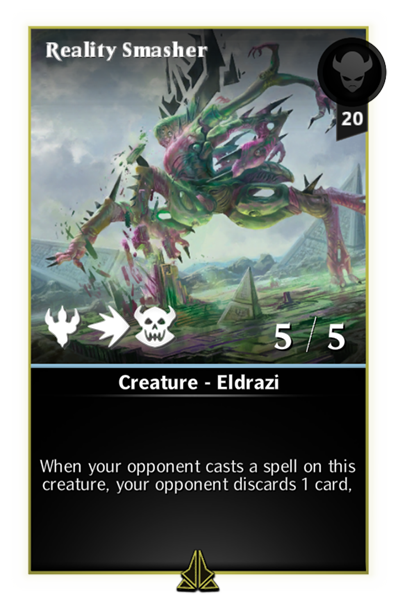 Reality Smasher
20
5 / 5
Creature - Eldrazi
When your opponent casts a spell on this
creature, your opponent discards 1 card,